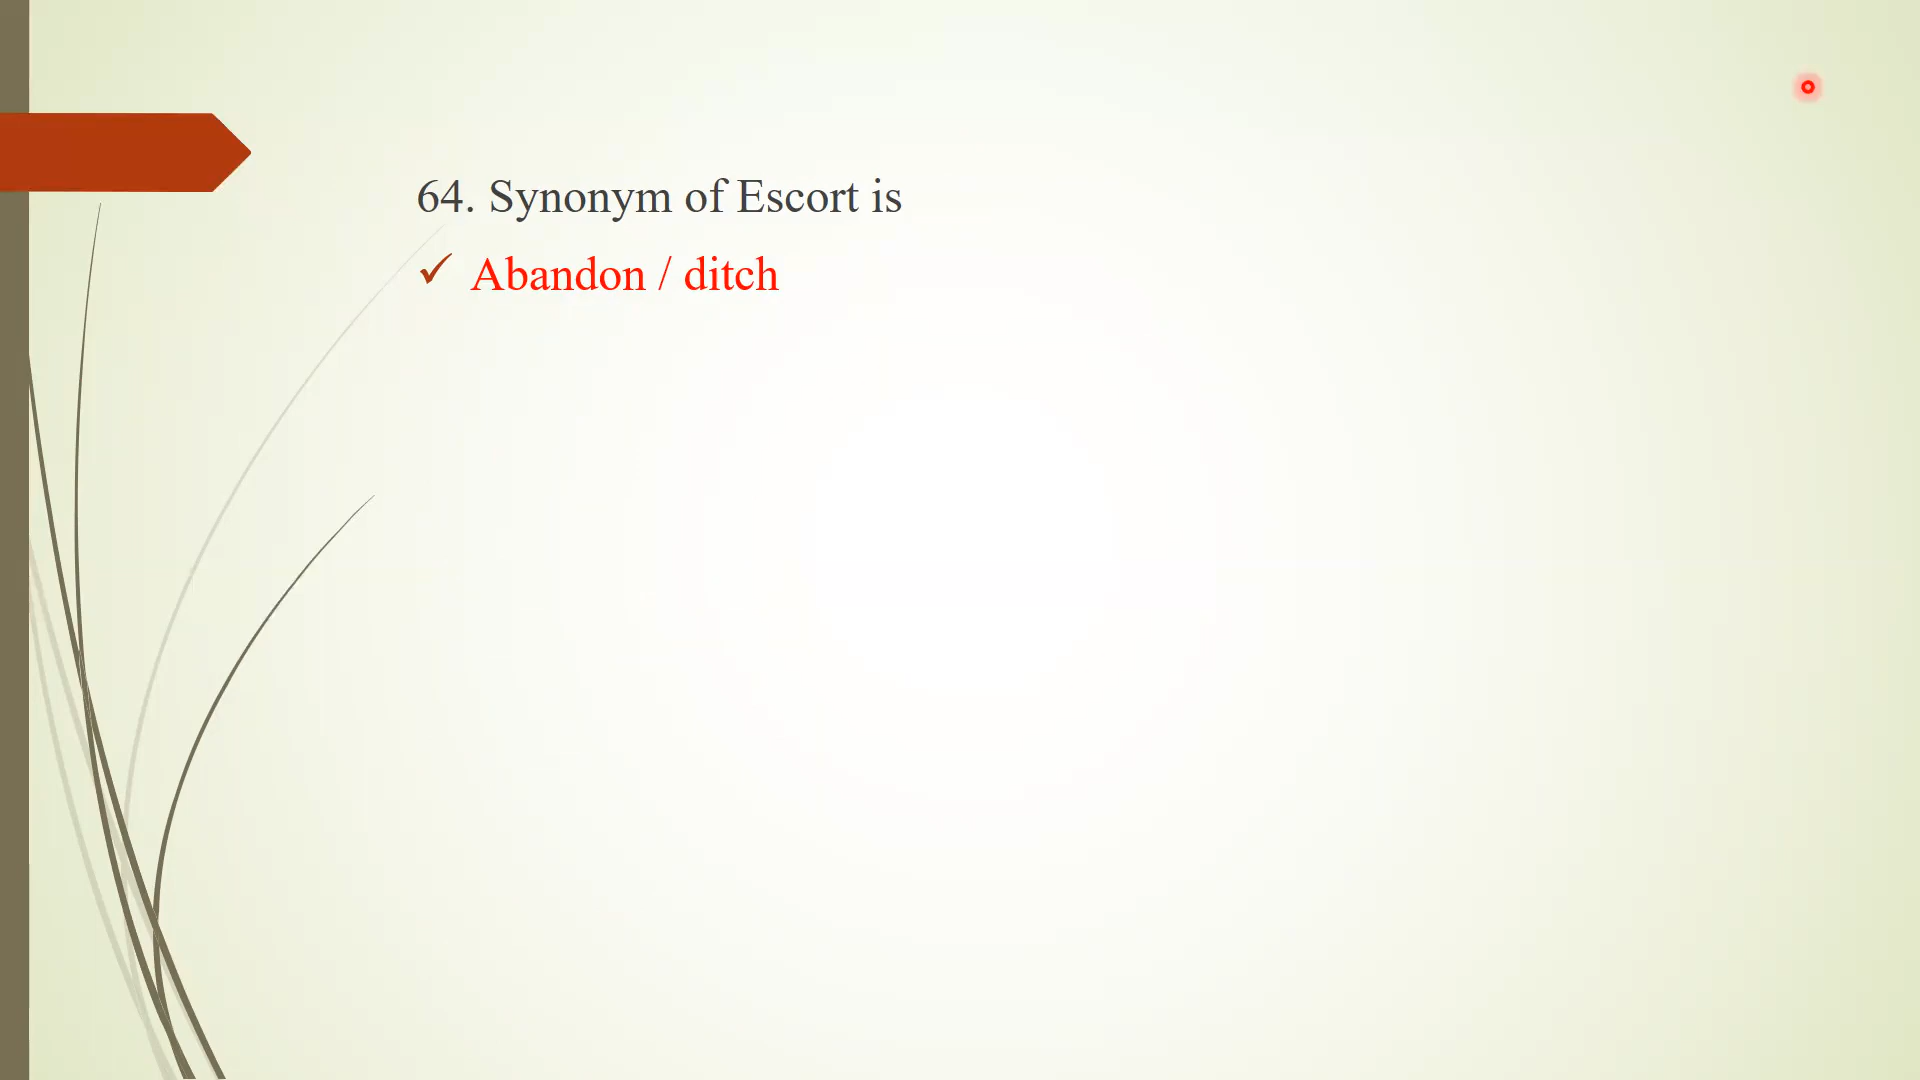 64. Synonym of Escort is
✓ Abandon / ditch